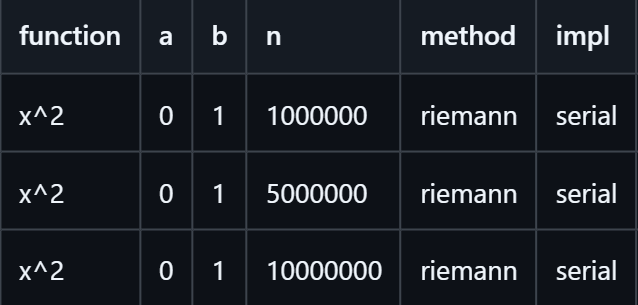 function a b n method impl
x^2 0 1 1000000 riemann serial
x^2 0 1 5000000 riemann serial
x^2 0 1 10000000 riemann serial